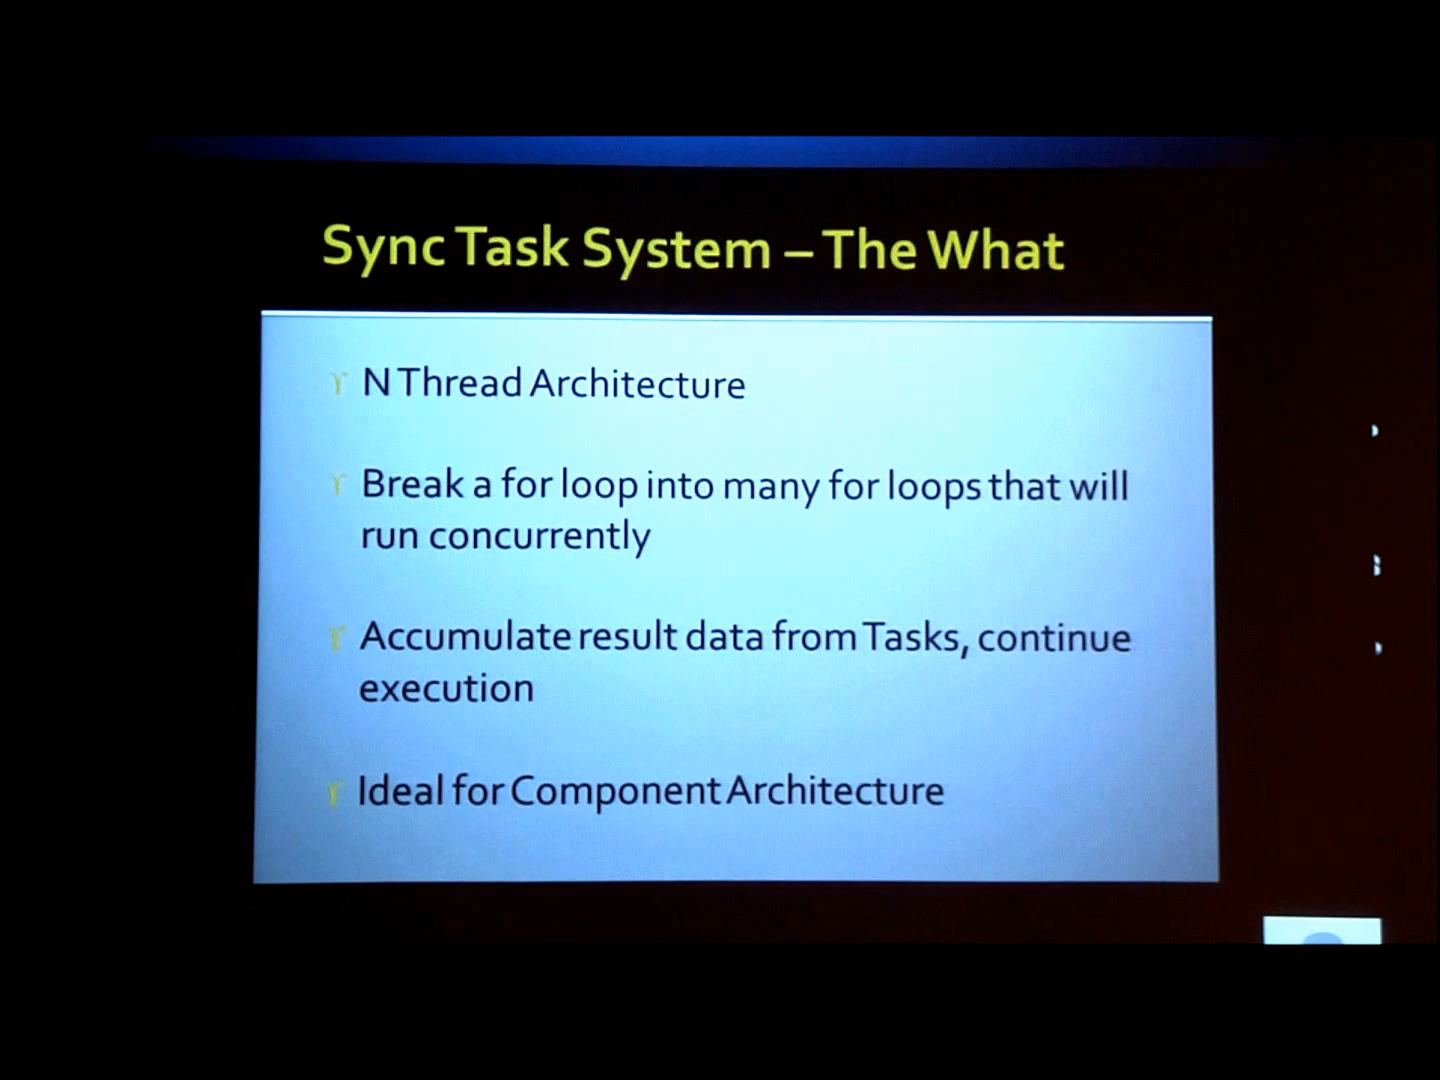 Sync Task System – The What
N Thread Architecture
Break a for loop into many for loops that will
run concurrently
Accumulate result data from Tasks, continue
execution
Ideal for Component Architecture